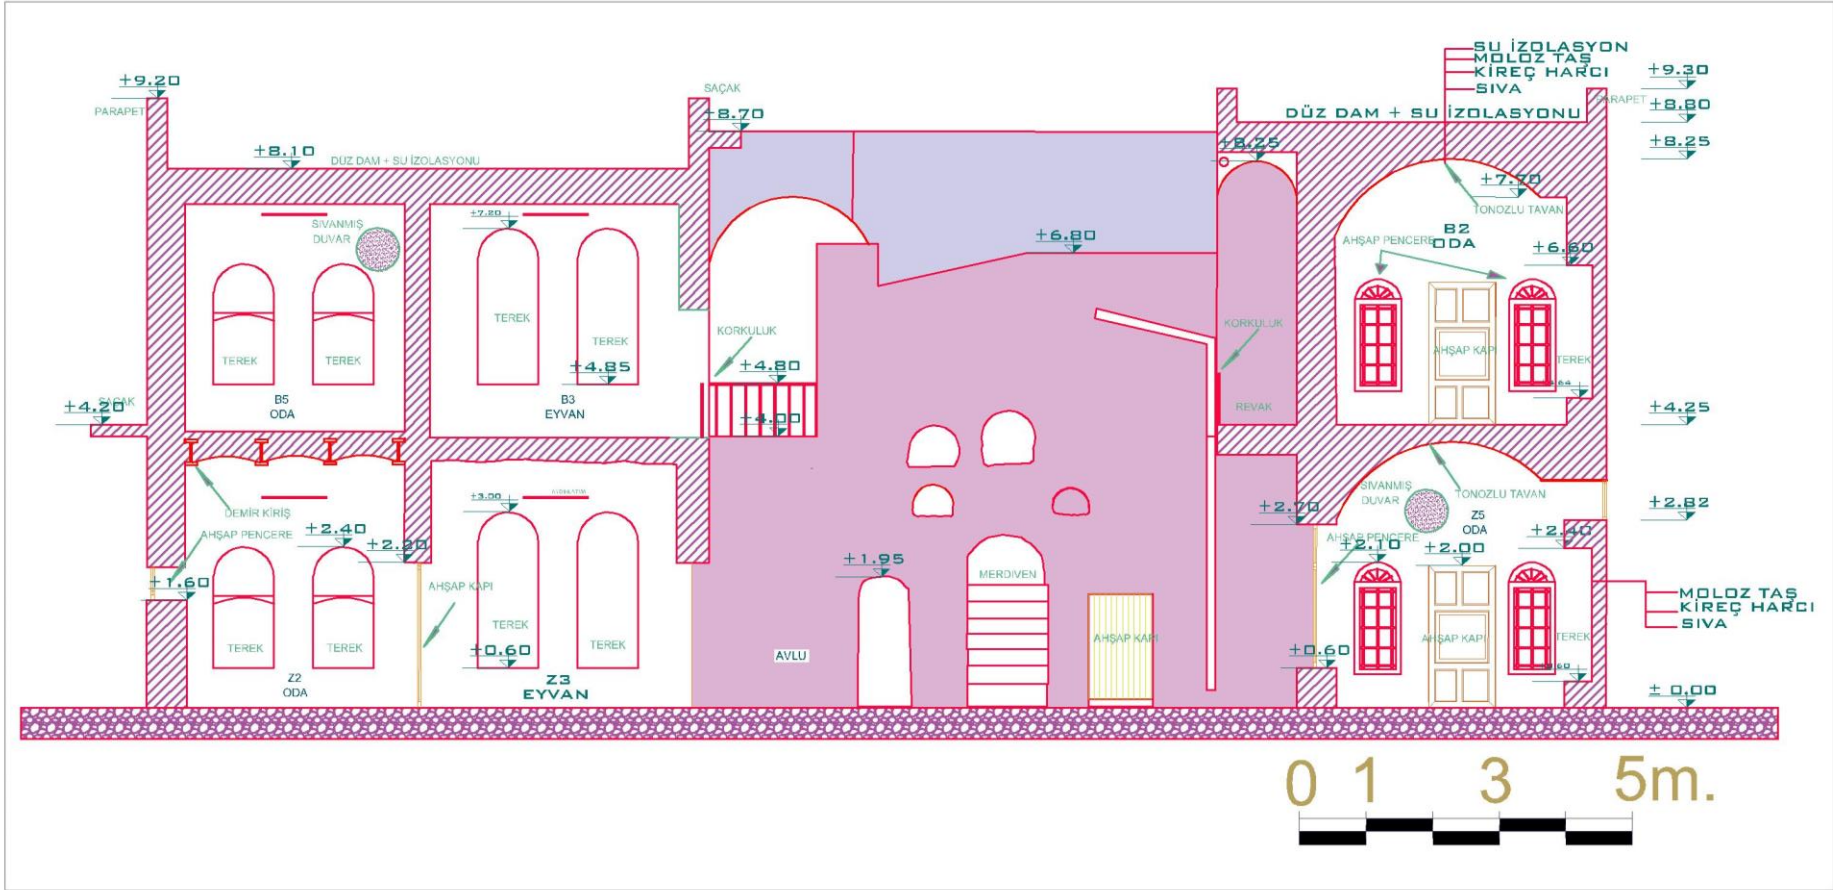 SU İZOLASYON
MOLOZ TAŞ
KİREÇ HARCI
SIVA
+9.20
PARAPET
SAÇAK
+8.70
DÜZ DAM + SU İZOLASYONU
PARAPET
+9.30
+8.80
+8.25
+8.10
DÜZ DAM + SU İZOLASYONU
+8.25
+7.70
TONOZLU TAVAN
SIVANMIŞ
DUVAR
+7.20
+6.80
AHŞAP PENCERE
B2
ODA
+6.60
TEREK
TEREK
TEREK
TEREK
KORKULUK
KORKULUK
AHŞAP KAPI
TEREK
+4.85
+4.80
B5
ODA
B3
EYVAN
REVAK
SAÇAK
+4.20
+4.00
+4.25
DEMİR KİRİŞ
+3.00
SIVANMIŞ
DUVAR
TONOZLU TAVAN
+2.70
Z5
ODA
+2.82
AHŞAP PENCERE
+2.40
+2.20
+1.60
AHŞAP KAPI
+1.95
MERDİVEN
AHŞAP PENCERE
+2.10
+2.00
+2.40
MOLOZ TAŞ
KİREÇ HARCI
SIVA
TEREK
TEREK
TEREK
TEREK
AVLU
AHŞAP KAPI
AHŞAP KAPI
TEREK
+0.60
+0.60
Z2
ODA
Z3
EYVAN
± 0.00
0 1 3 5m.